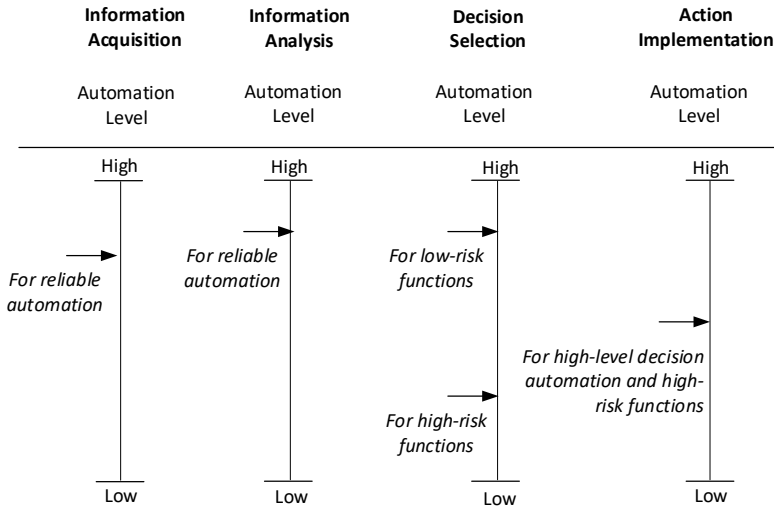 Information
Acquisition
Information
Analysis
Decision
Selection
Action
Implementation
Automation
Level
Automation
Level
Automation
Level
Automation
Level
High
High
High
High
For reliable
automation
For reliable
automation
For low-risk
functions
For high-risk
functions
For high-level decision
automation and high-
risk functions
Low
Low
Low
Low